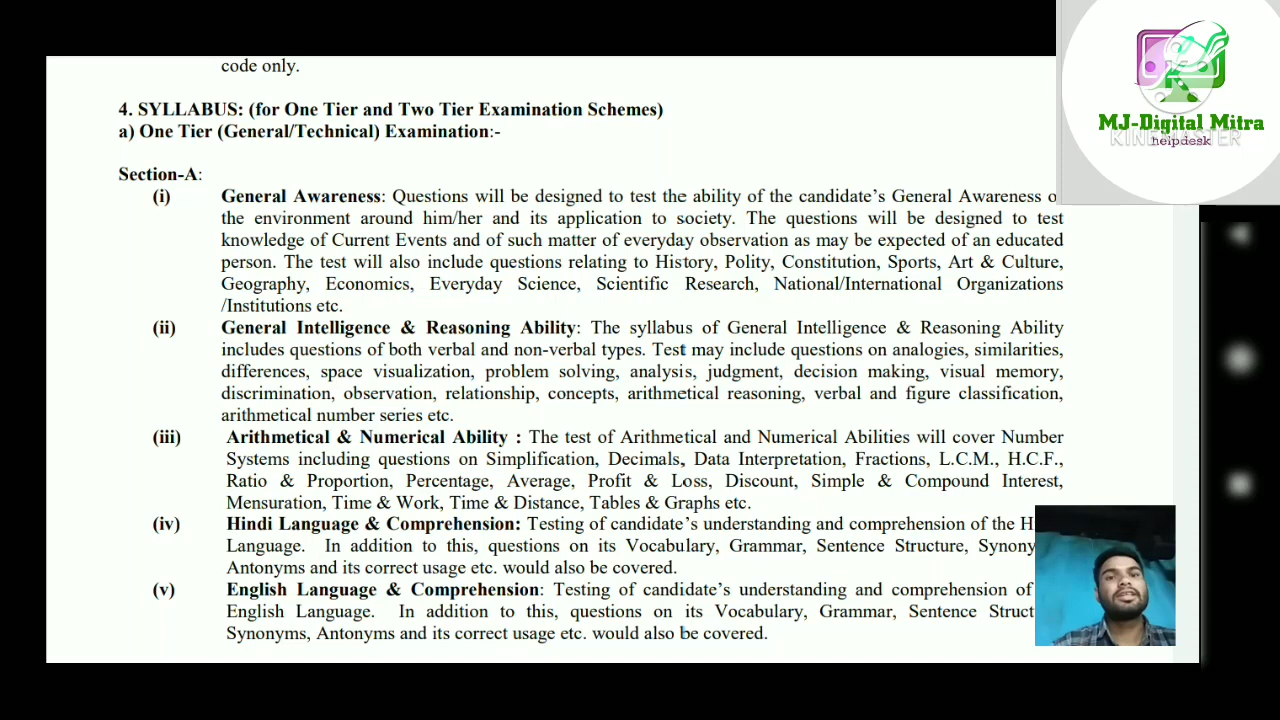 code only.
4. SYLLABUS: (for One Tier and Two Tier Examination Schemes)
a) One Tier (General/Technical) Examination:-
Section-A:
(i) General Awareness: Questions will be designed to test the ability of the candidate's General Awareness
the environment around him/her and its application to society. The questions will be designed to test
knowledge of Current Events and of such matter of everyday observation as may be expected of an educated
person. The test will also include questions relating to History, Polity, Constitution, Sports, Art & Culture,
Geography, Economics, Everyday Science, Scientific Research, National/International Organizations
/Institutions etc.
(ii) General Intelligence & Reasoning Ability: The syllabus of General Intelligence & Reasoning Ability
includes questions of both verbal and non-verbal types. Test may include questions on analogies, similarities,
differences, space visualization, problem solving, analysis, judgment, decision making, visual memory,
discrimination, observation, relationship, concepts, arithmetical reasoning, verbal and figure classification,
arithmetical number series etc.
(iii) Arithmetical & Numerical Ability : The test of Arithmetical and Numerical Abilities will cover Number
Systems including questions on Simplification, Decimals, Data Interpretation, Fractions, L.C.M., H.C.F.,
Ratio & Proportion, Percentage, Average, Profit & Loss, Discount, Simple & Compound Interest,
Mensuration, Time & Work, Time & Distance, Tables & Graphs etc.
(iv) Hindi Language & Comprehension: Testing of candidate's understanding and comprehension of the
Language. In addition to this, questions on its Vocabulary, Grammar, Sentence Structure,
Antonyms and its correct usage etc. would also be covered.
(v) English Language & Comprehension: Testing of candidate's understanding and comprehension of
English Language. In addition to this, questions on its Vocabulary, Grammar, Sentence
Synonyms, Antonyms and its correct usage etc. would also be covered.
MJ-Digital Mitra
KINEMASTER
helpdesk